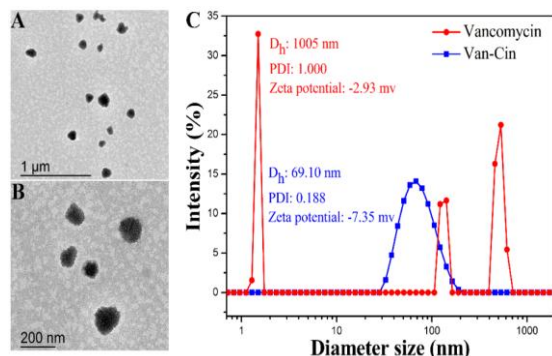 A
1 μm
B
200 nm
C
35
30
25
20
15
10
5
0
Intensity (%)
Vancomycin
Van-Cin
D_h: 1005 nm
PDI: 1.000
Zeta potential: -2.93 mv
D_h: 69.10 nm
PDI: 0.188
Zeta potential: -7.35 mv
1
10
100
1000
Diameter size (nm)